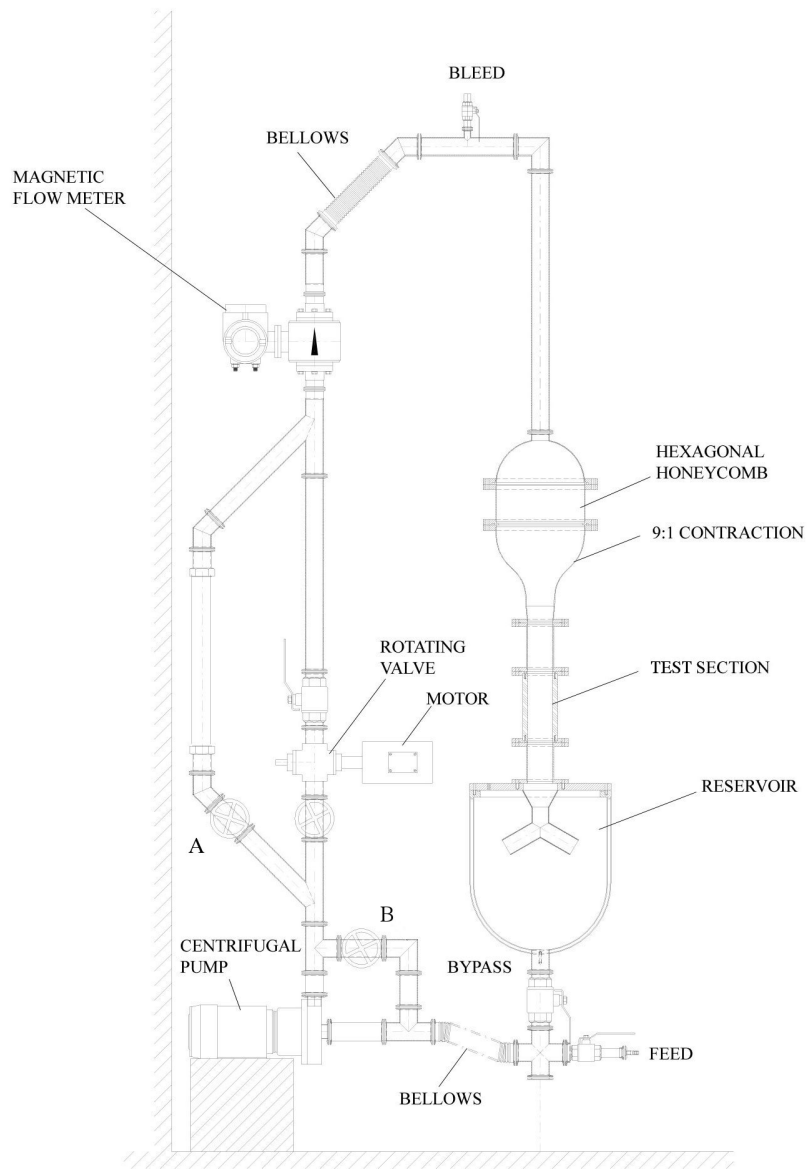 BLEED
BELLOWS
MAGNETIC
FLOW METER
HEXAGONAL
HONEYCOMB
9:1 CONTRACTION
ROTATING
VALVE
TEST SECTION
MOTOR
RESERVOIR
A
B
CENTRIFUGAL
PUMP
BYPASS
FEED
BELLOWS